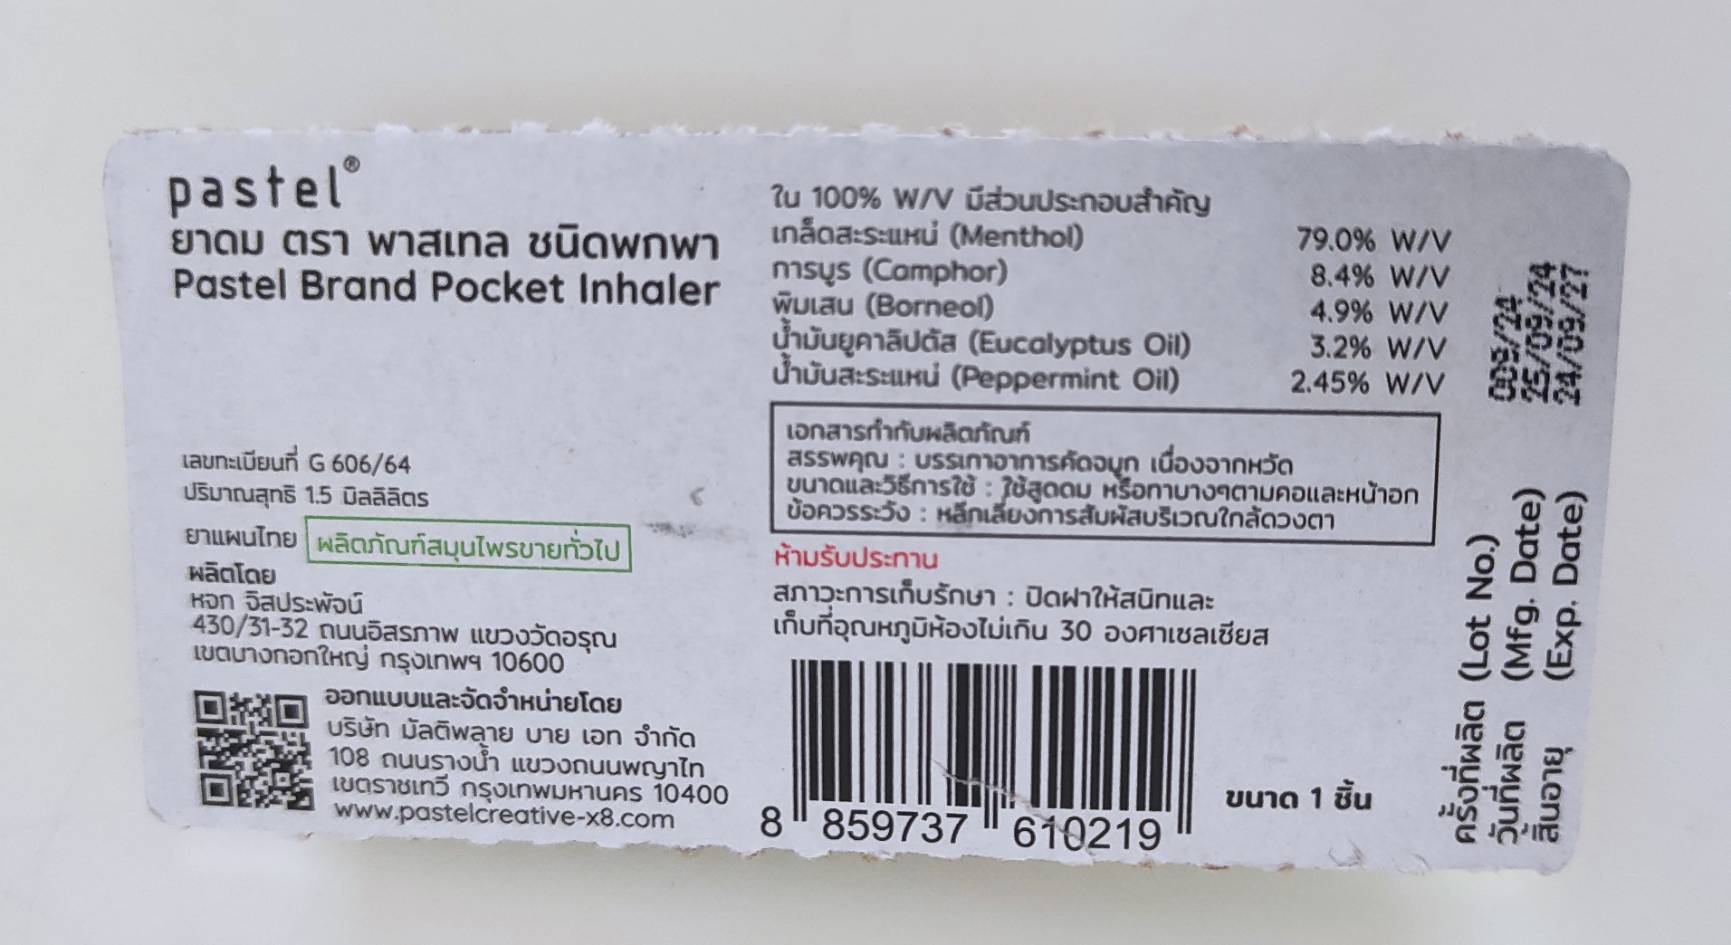 pastel®
ยาดม ตรา พาสเทล ชนิดพกพา
Pastel Brand Pocket Inhaler
เลขทะเบียนที่ G 606/64
ปริมาณสุทธิ 1.5 มิลลิลิตร
ยาแผนไทย ผลิตภัณฑ์สมุนไพรขายทั่วไป
ผลิตโดย
หจก จิสประพัจน์
430/31-32 ถนนอิสรภาพ แขวงวัดอรุณ
เขตบางกอกใหญ่ กรุงเทพฯ 10600
ออกแบบและจัดจำหน่ายโดย
บริษัท มัลติพลาย บาย เอท จำกัด
108 ถนนรางน้ำ แขวงถนนพญาไท
เขตราชเทวี กรุงเทพมหานคร 10400
www.pastelcreative-x8.com
ใน 100% W/V มีส่วนประกอบสำคัญ
เกล็ดสะระแหน่ (Menthol) 79.0% W/V
การบูร (Camphor) 8.4% W/V
พิมเสน (Borneol) 4.9% W/V
น้ำมันยูคาลิปตัส (Eucalyptus Oil) 3.2% W/V
น้ำมันสะระแหน่ (Peppermint Oil) 2.45% W/V
เอกสารกำกับผลิตภัณฑ์
สรรพคุณ : บรรเทาอาการคัดจมูก เนื่องจากหวัด
ขนาดและวิธีการใช้ : ใช้สูดดม หรือทาบางๆตามคอและหน้าอก
ข้อควรระวัง : หลีกเลี่ยงการสัมผัสบริเวณใกล้ดวงตา
ห้ามรับประทาน
สภาวะการเก็บรักษา : ปิดฝาให้สนิทและ
เก็บที่อุณหภูมิห้องไม่เกิน 30 องศาเซลเซียส
8 859737 610219
ขนาด 1 ชิ้น
ครั้งที่ผลิต (Lot No.) 009/24
วันที่ผลิต (Mfg. Date) 25/09/24
สิ้นอายุ (Exp. Date) 24/09/27